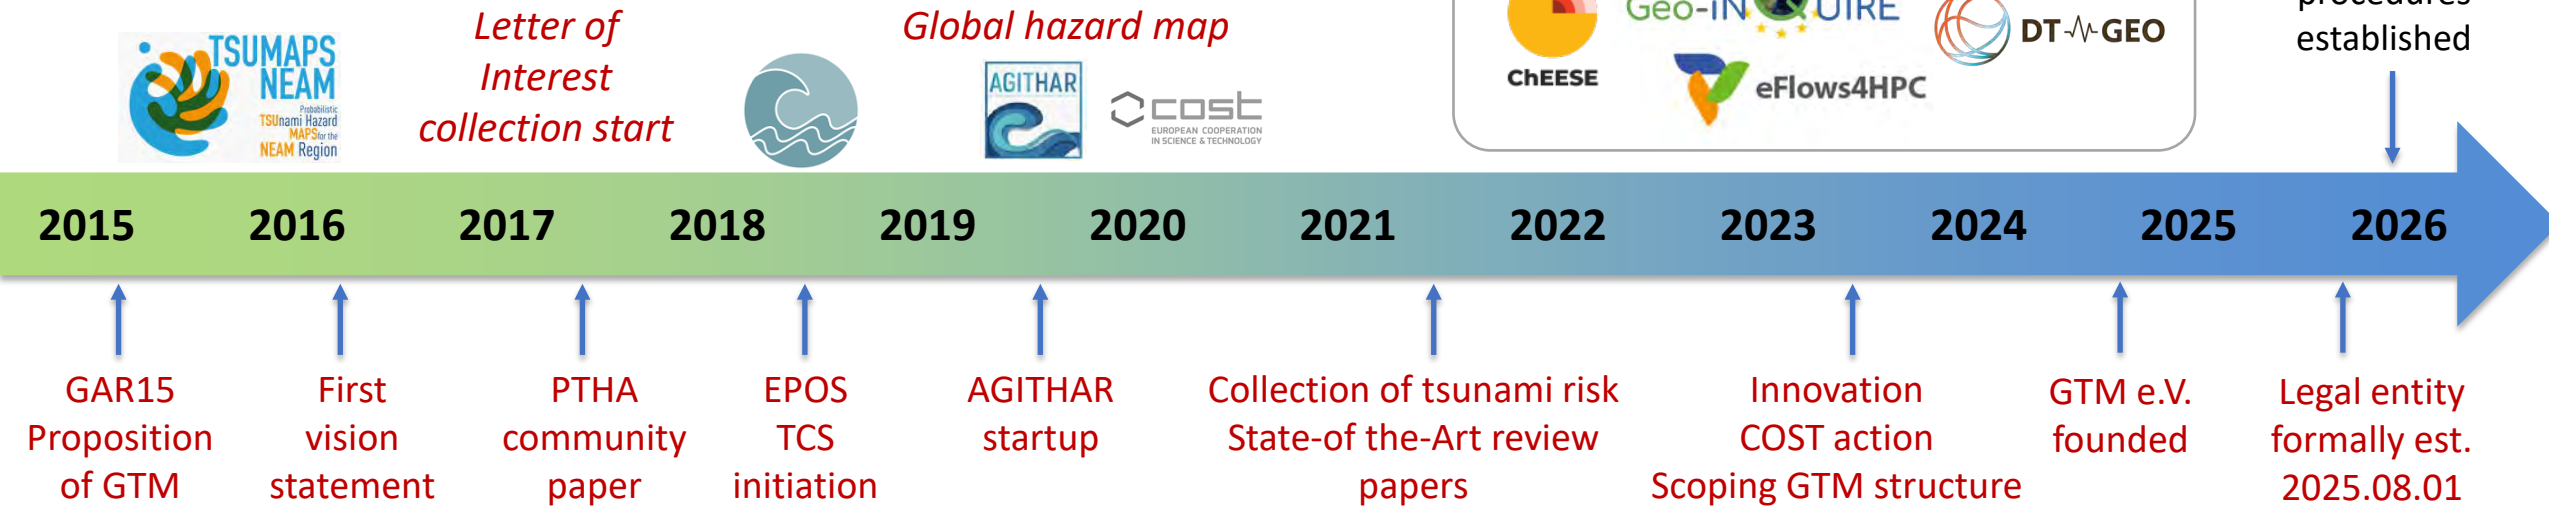 TSUMAPS
NEAM
Probabilistic
TSUnami Hazard
MAPS for the
NEAM Region
Letter of
Interest
collection start
Global hazard map
AGITHAR
cost
EUROPEAN COOPERATION
IN SCIENCE & TECHNOLOGY
ChEESE
Geo-INQUIRE
eFlows4HPC
DT-GEO
procedures
established
2015 2016 2017 2018 2019 2020 2021 2022 2023 2024 2025 2026
GAR15
Proposition
of GTM
First
vision
statement
PTHA
community
paper
EPOS
TCS
initiation
AGITHAR
startup
Collection of tsunami risk
State-of the-Art review
papers
Innovation
COST action
Scoping GTM structure
GTM e.V.
founded
Legal entity
formally est.
2025.08.01